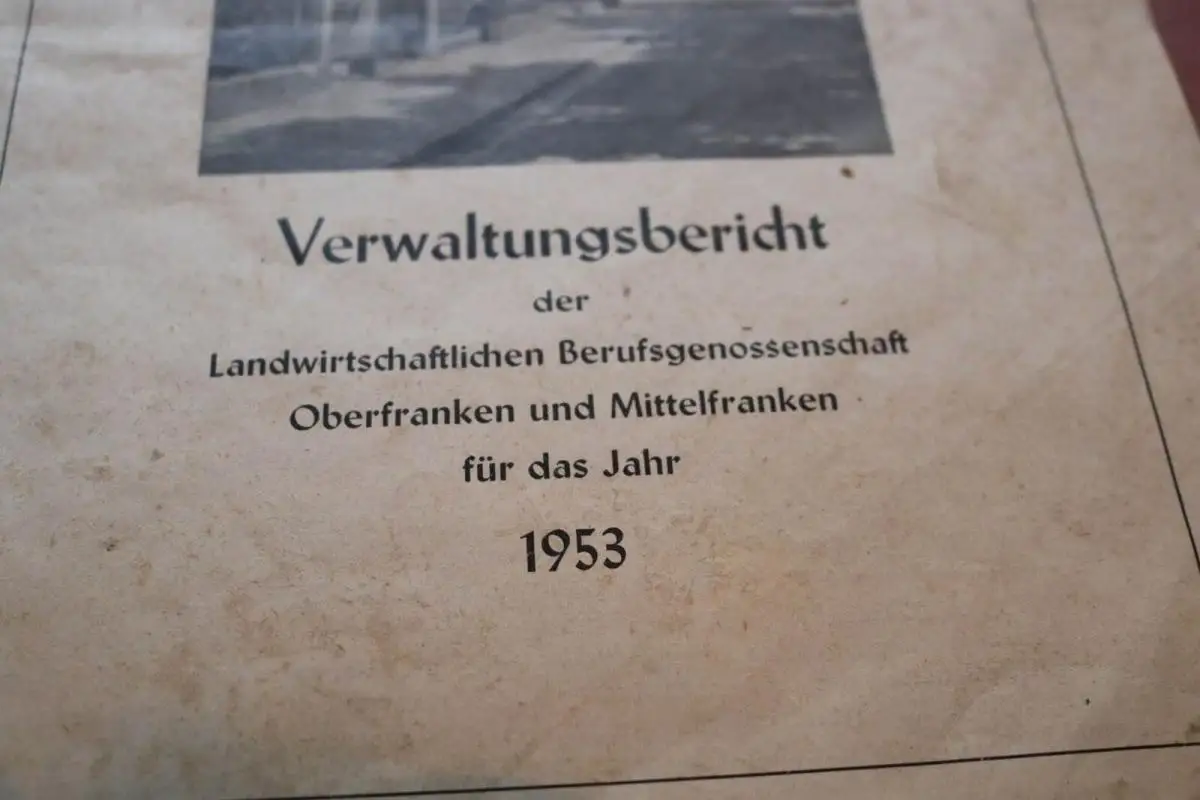 Verwaltungsbericht
der
Landwirtschaftlichen Berufsgenossenschaft
Oberfranken und Mittelfranken
für das Jahr
1953